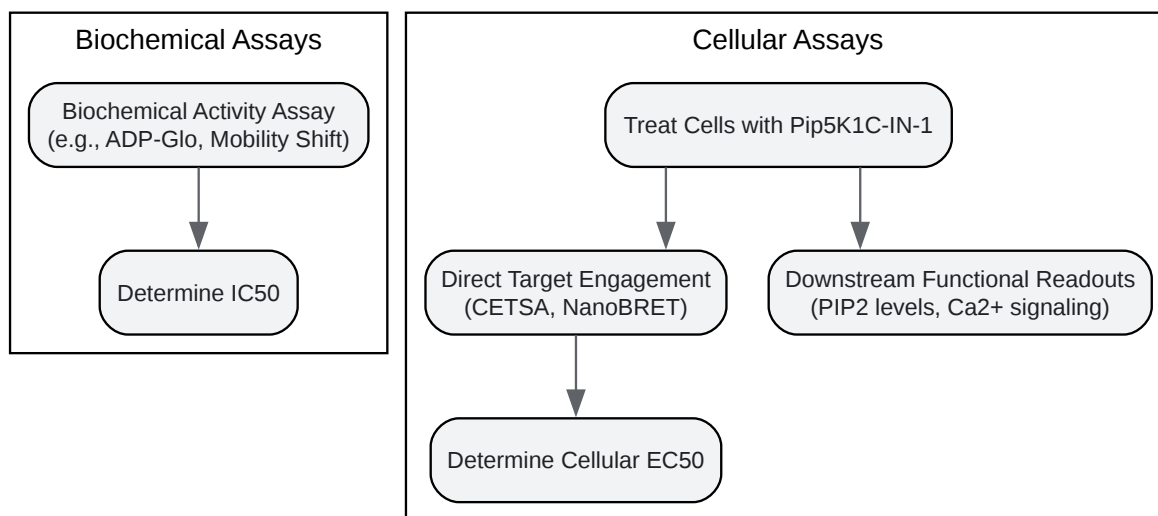 Biochemical Assays
Biochemical Activity Assay
(e.g., ADP-Glo, Mobility Shift)
Determine IC50
Cellular Assays
Treat Cells with Pip5K1C-IN-1
Direct Target Engagement
(CETSA, NanoBRET)
Downstream Functional Readouts
(PIP2 levels, Ca2+ signaling)
Determine Cellular EC50